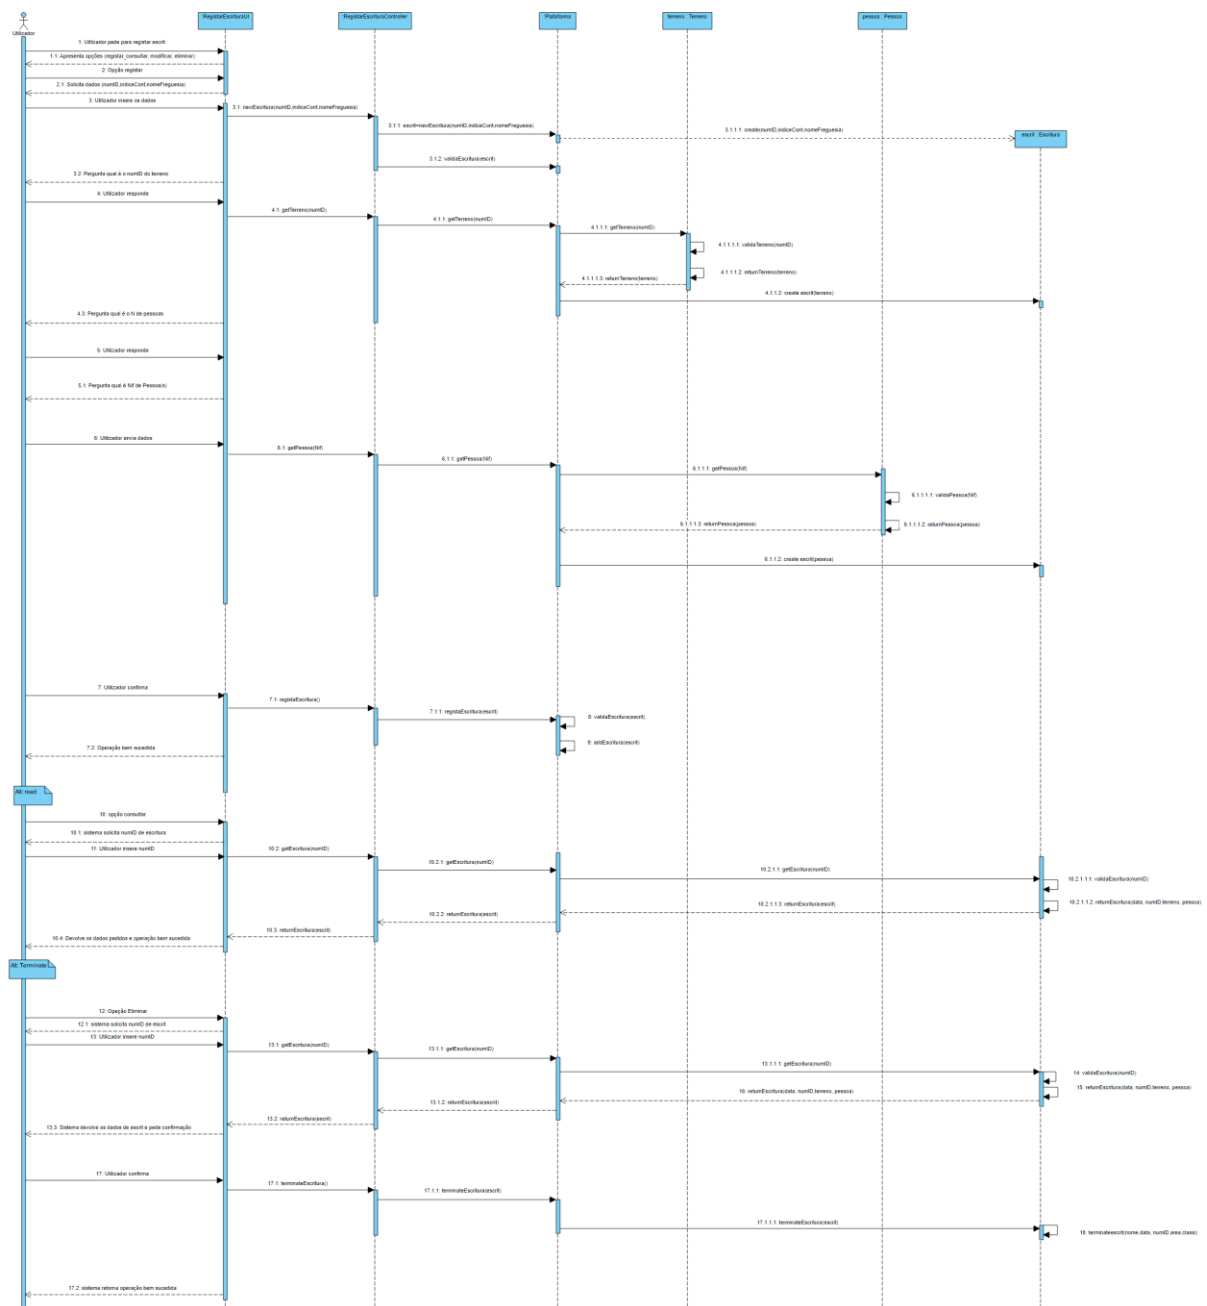 :RegistarEscrituraUI
:RegistarEscrituraController
:Plataforma
terreno : Terreno
pessoa : Pessoa
Utilizador
1: Utilizador pede para registar escrit
1.1: Apresenta opções (registar_consultar, modificar, eliminar)
2: Opção registar
2.1: Solicita dados (numID,indiceCont,nomeFreguesia)
3: Utilizador insere os dados
3.1: newEscritura(numID,indiceCont,nomeFreguesia)
3.1.1: escrit=newEscritura(numID,indiceCont,nomeFreguesia)
3.1.1.1: create(numID,indiceCont,nomeFreguesia)
escrit : Escritura
3.1.2: validaEscritura(escrit)
3.2: Pergunta qual é o numID do terreno
4: Utilizador responde
4.1: getTerreno(numID)
4.1.1: getTerreno(numID)
4.1.1.1: getTerreno(numID)
4.1.1.1.1: validaTerreno(numID)
4.1.1.1.2: returnTerreno(terreno)
4.1.1.1.3: returnTerreno(terreno)
4.1.1.2: create escrit(terreno)
4.3: Pergunta qual é o N de pessoas
5: Utilizador responde
5.1: Pergunta qual é Nif de Pessoa(s)
6: Utilizador envia dados
6.1: getPessoa(Nif)
6.1.1: getPessoa(Nif)
6.1.1.1: getPessoa(Nif)
6.1.1.1.1: validaPessoa(Nif)
6.1.1.1.3: returnPessoa(pessoa)
6.1.1.1.2: returnPessoa(pessoa)
6.1.1.2: create escrit(pessoa)
7: Utilizador confirma
7.1: registaEscritura()
7.1.1: registaEscritura(escrit)
8: validaEscritura(escrit)
9: addEscritura(escrit)
7.2: Operação bem sucedida
Alt: read
10: opção consultar
10.1: sistema solicita numID de escritura
11: Utilizador insere numID
10.2: getEscritura(numID)
10.2.1: getEscritura(numID)
10.2.1.1: getEscritura(numID)
10.2.1.1.1: validaEscritura(numID)
10.2.1.1.2: returnEscritura(data, numID,terreno, pessoa)
10.2.1.1.3: returnEscritura(escrit)
10.2.2: returnEscritura(escrit)
10.3: returnEscritura(escrit)
10.4: Devolve os dados pedidos e operação bem sucedida
Alt: Terminate
12: Opeção Eliminar
12.1: sistema solicita numID de escrit
13: Utilizador insere numID
13.1: getEscritura(numID)
13.1.1: getEscritura(numID)
13.1.1.1: getEscritura(numID)
14: validaEscritura(numID)
15: returnEscritura(data, numID,terreno, pessoa)
16: returnEscritura(data, numID,terreno, pessoa)
13.1.2: returnEscritura(escrit)
13.2: returnEscritura(escrit)
13.3: Sistema devolve os dados de escrit e pede confirmação
17: Utilizador confirma
17.1: terminateEscritura()
17.1.1: terminateEscritura(escrit)
17.1.1.1: terminateEscritura(escrit)
18: terminateescrit(nome,data, numID,area,classi)
17.2: sistema retorna operação bem sucedida